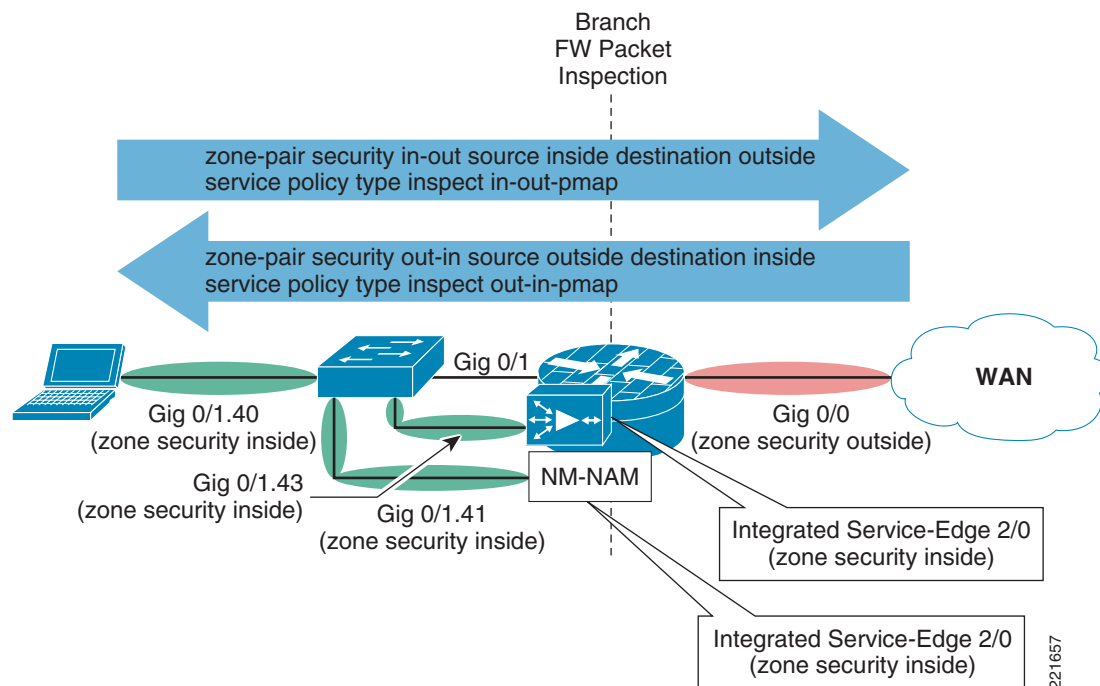 Branch
FW Packet
Inspection
zone-pair security in-out source inside destination outside
service policy type inspect in-out-pmap
zone-pair security out-in source outside destination inside
service policy type inspect out-in-pmap
Gig 0/1
WAN
Gig 0/1.40
(zone security inside)
Gig 0/0
(zone security outside)
Gig 0/1.43
(zone security inside)
NM-NAM
Gig 0/1.41
(zone security inside)
Integrated Service-Edge 2/0
(zone security inside)
Integrated Service-Edge 2/0
(zone security inside)
221657